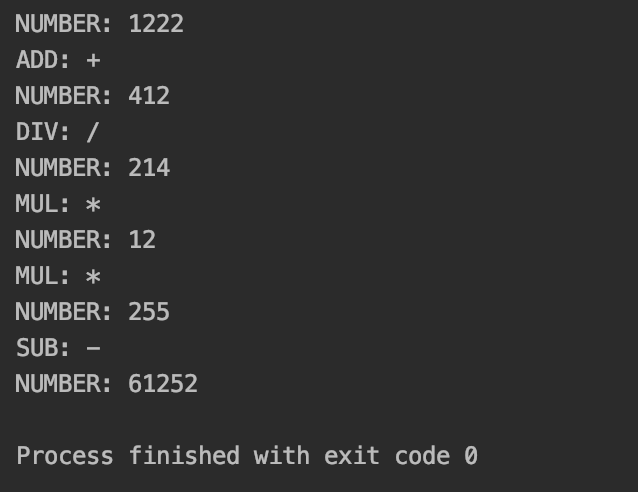 NUMBER: 1222
ADD: +
NUMBER: 412
DIV: /
NUMBER: 214
MUL: *
NUMBER: 12
MUL: *
NUMBER: 255
SUB: -
NUMBER: 61252
Process finished with exit code 0